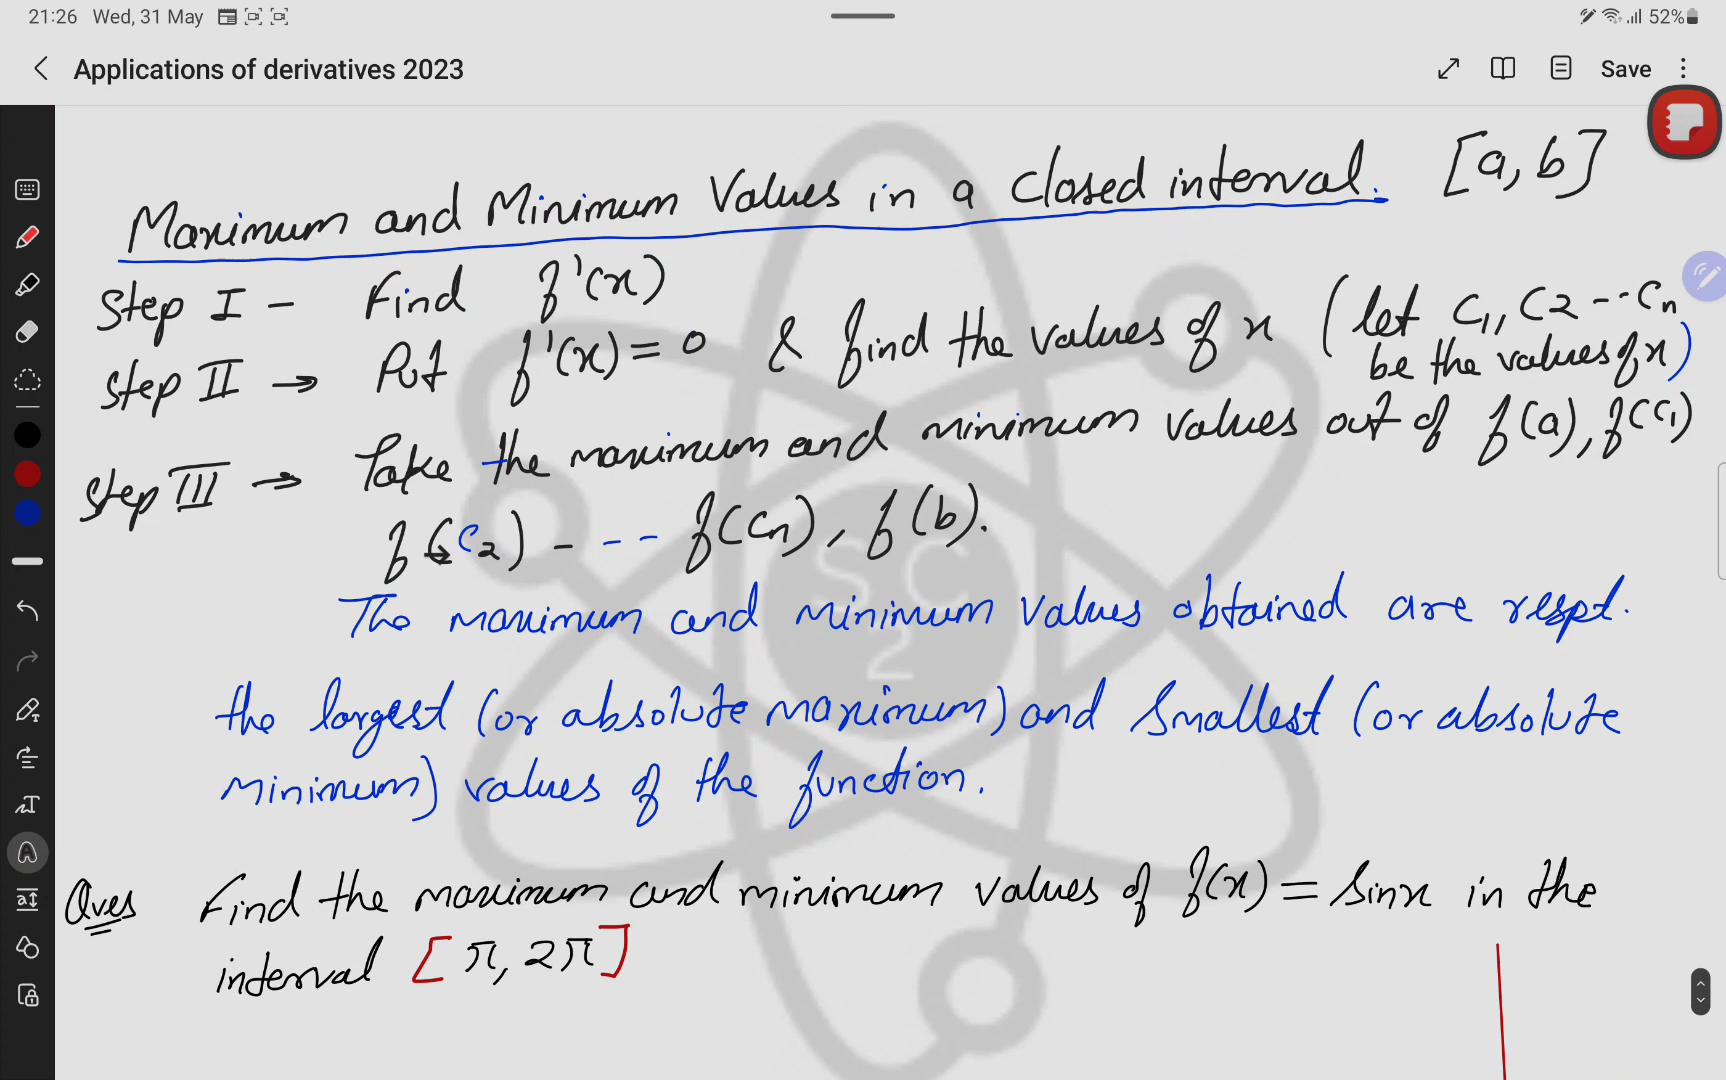 21:26 Wed, 31 May 52%
Applications of derivatives 2023 Save
Maximum and Minimum Values in a Closed interval. [a, b]
Step I - Find f'(x)
Step II → Put f'(x) = 0 & find the values of x (let C1, C2 --- Cn
be the values of x)
Step III → Take the maximum and minimum values out of f(a), f(C1)
f(C2) - --- f(Cn), f(b).
The maximum and minimum values obtained are respt.
the largest (or absolute maximum) and smallest (or absolute
minimum) values of the function.
Ques Find the maximum and minimum values of f(x) = Sinx in the
interval [π, 2π]
SC
2